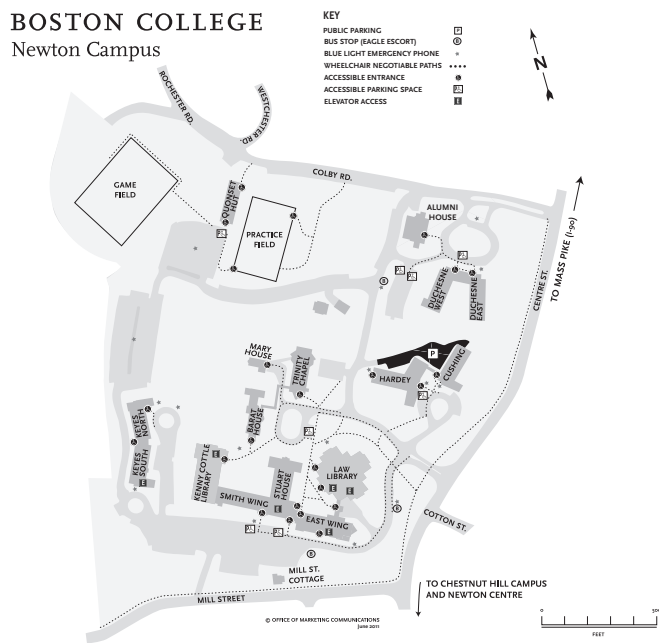 BOSTON COLLEGE
Newton Campus
KEY
PUBLIC PARKING P
BUS STOP (EAGLE ESCORT) B
BLUE LIGHT EMERGENCY PHONE
WHEELCHAIR NEGOTIABLE PATHS
ACCESSIBLE ENTRANCE
ACCESSIBLE PARKING SPACE
ELEVATOR ACCESS E
N
ROCHESTER RD.
WESTCHESTER RD.
COLBY RD.
GAME
FIELD
QUONSET
HUT
PRACTICE
FIELD
ALUMNI
HOUSE
B
DUCHESNE
WEST
DUCHESNE
EAST
CENTRE ST.
TO MASS PIKE (I-90)
MARY
HOUSE
TRINITY
CHAPEL
P
HARDEY
CUSHING
BARAT
HOUSE
KEYES
NORTH
KEYES
SOUTH
E
KENNY COTTLE
LIBRARY
E
STUART
HOUSE
LAW
LIBRARY
E
E
SMITH WING
E
EAST WING
E
B
COTTON ST.
B
MILL ST.
COTTAGE
MILL STREET
TO CHESTNUT HILL CAMPUS
AND NEWTON CENTRE
© OFFICE OF MARKETING COMMUNICATIONS
June 2011
0
FEET